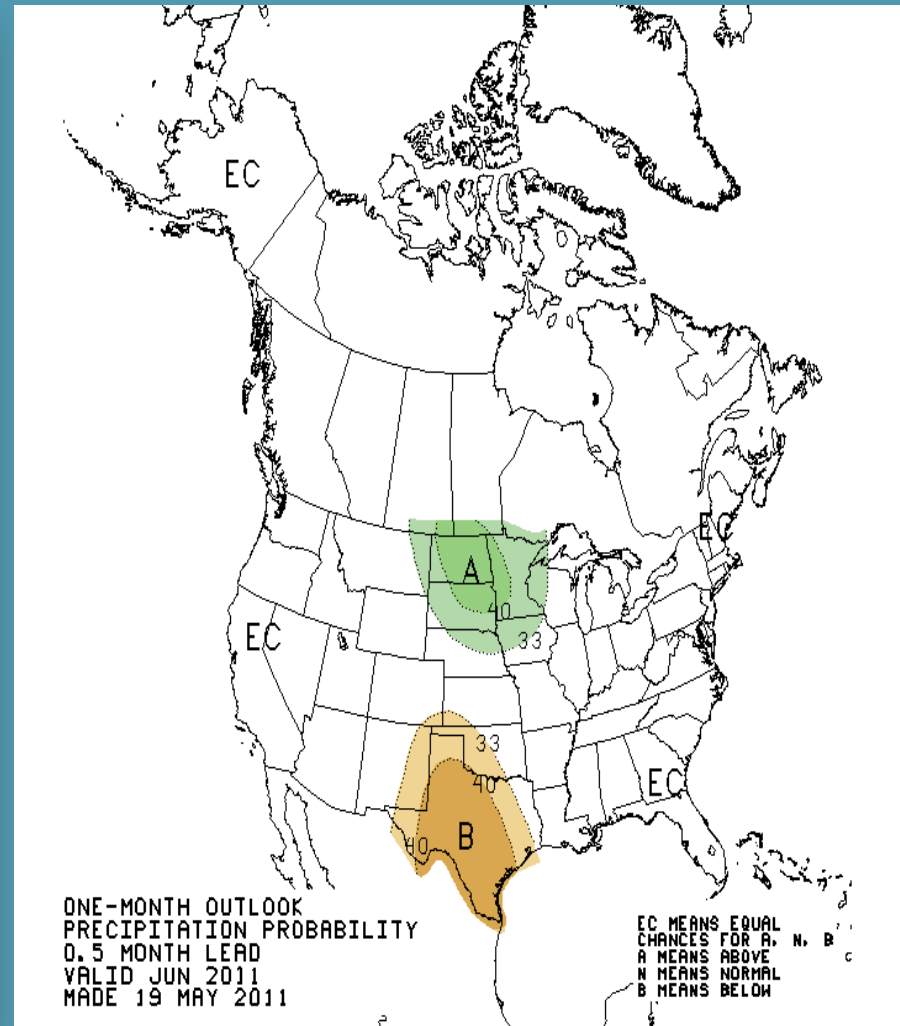 EC
EC
A
40
33
EC
33
40
EC
B
40
ONE-MONTH OUTLOOK
PRECIPITATION PROBABILITY
0.5 MONTH LEAD
VALID JUN 2011
MADE 19 MAY 2011
EC MEANS EQUAL
CHANCES FOR A, N, B
A MEANS ABOVE
N MEANS NORMAL
B MEANS BELOW